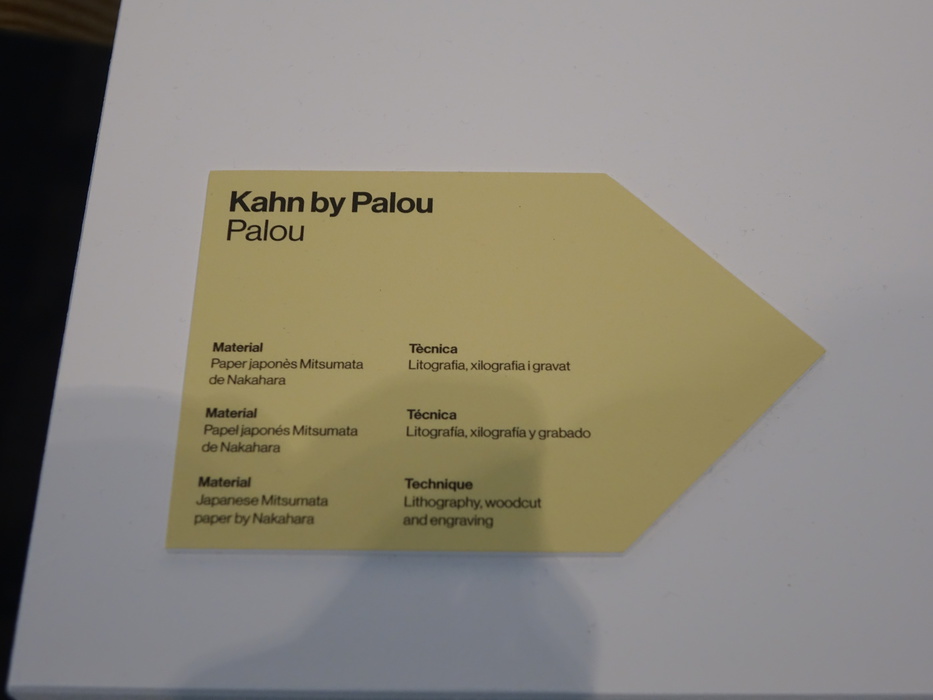 Kahn by Palou
Palou
Material
Paper japonès Mitsumata
de Nakahara
Tècnica
Litografia, xilografia i gravat
Material
Papel japonés Mitsumata
de Nakahara
Técnica
Litografía, xilografía y grabado
Material
Japanese Mitsumata
paper by Nakahara
Technique
Lithography, woodcut
and engraving